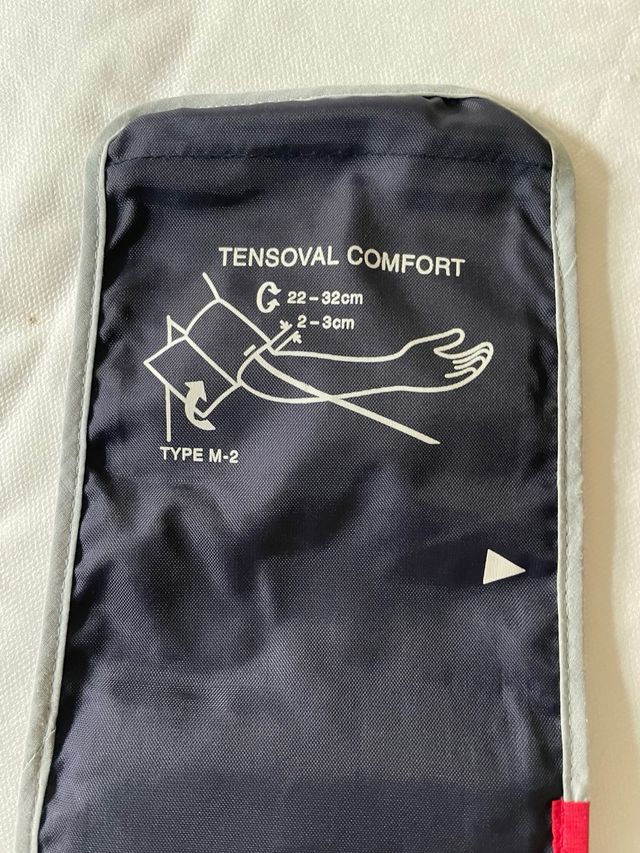 TENSOVAL COMFORT
22-32cm
2-3cm
TYPE M-2